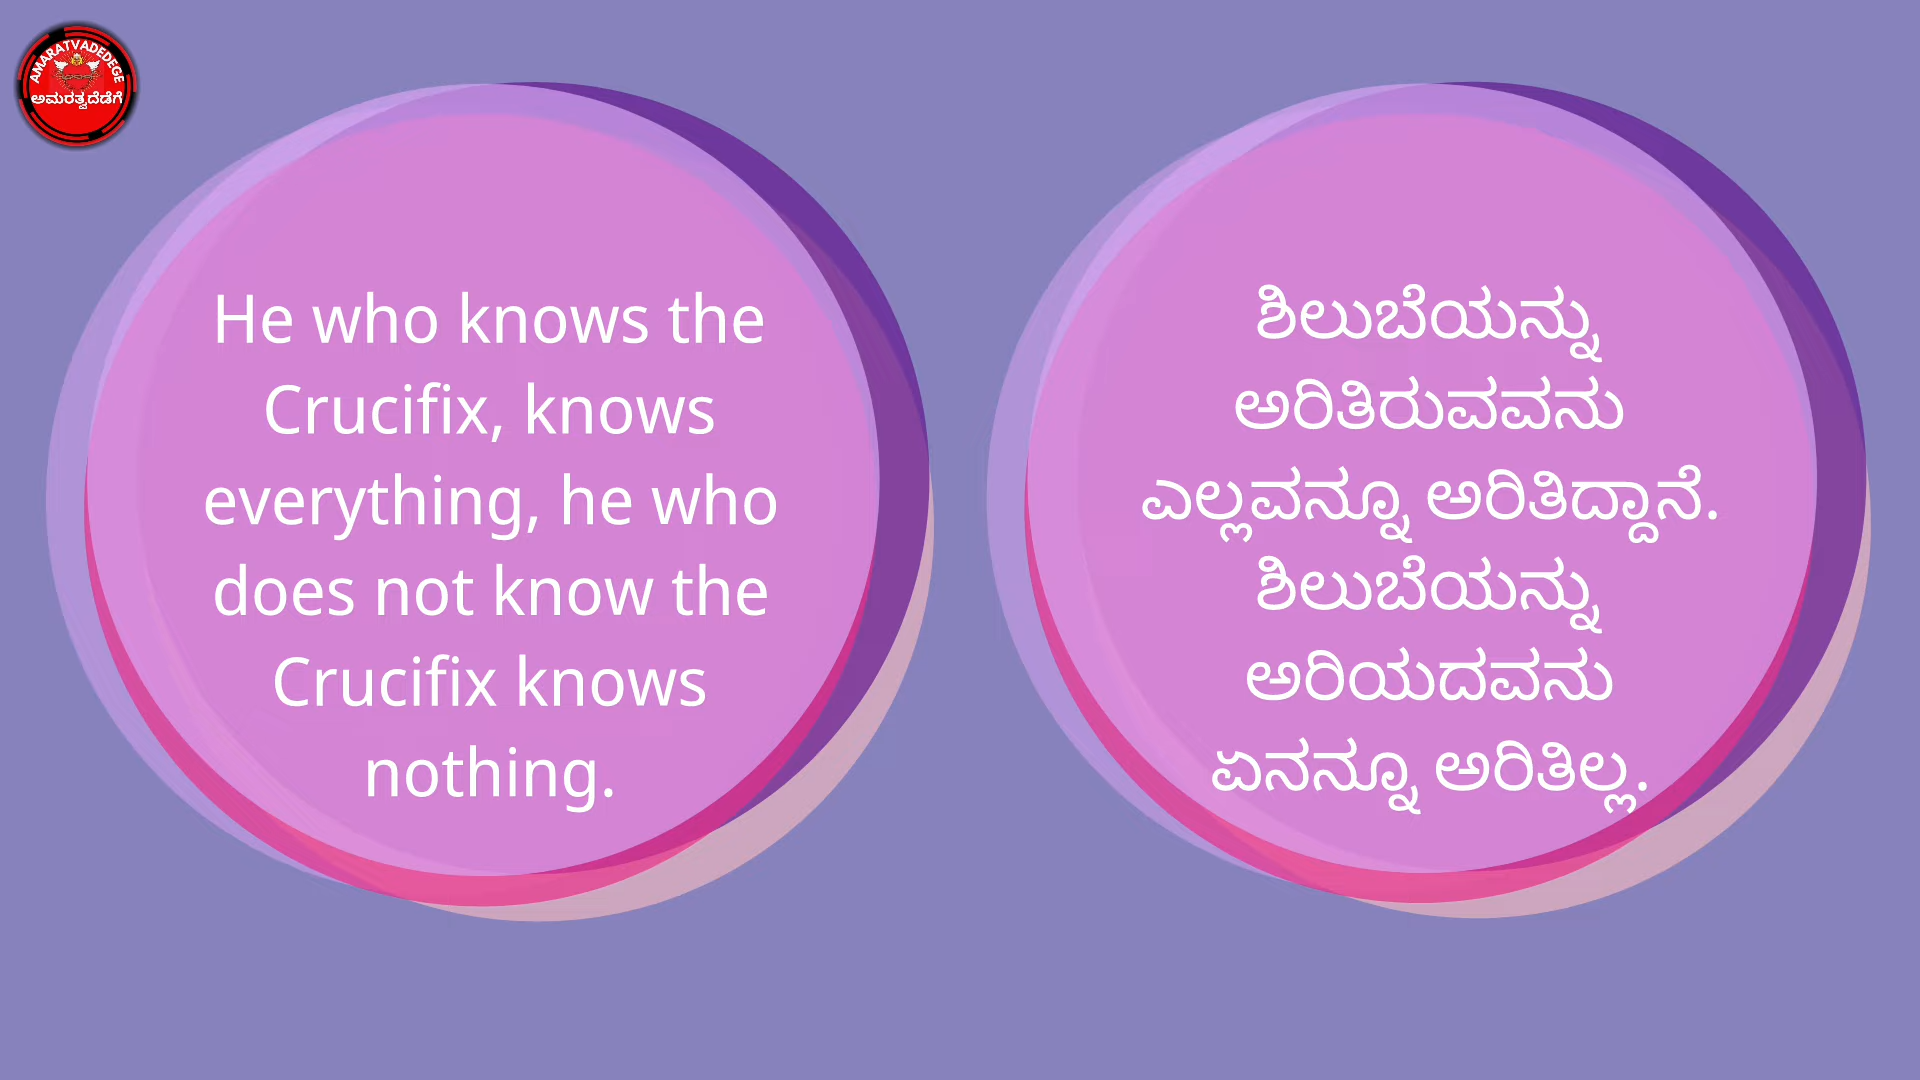 AMARATVADEDEGE
ಅಮರತ್ವದೆಡೆಗೆ
He who knows the
Crucifix, knows
everything, he who
does not know the
Crucifix knows
nothing.
ಶಿಲುಬೆಯನ್ನು
ಅರಿತಿರುವವನು
ಎಲ್ಲವನ್ನೂ ಅರಿತಿದ್ದಾನೆ.
ಶಿಲುಬೆಯನ್ನು
ಅರಿಯದವನು
ಏನನ್ನೂ ಅರಿತಿಲ್ಲ.